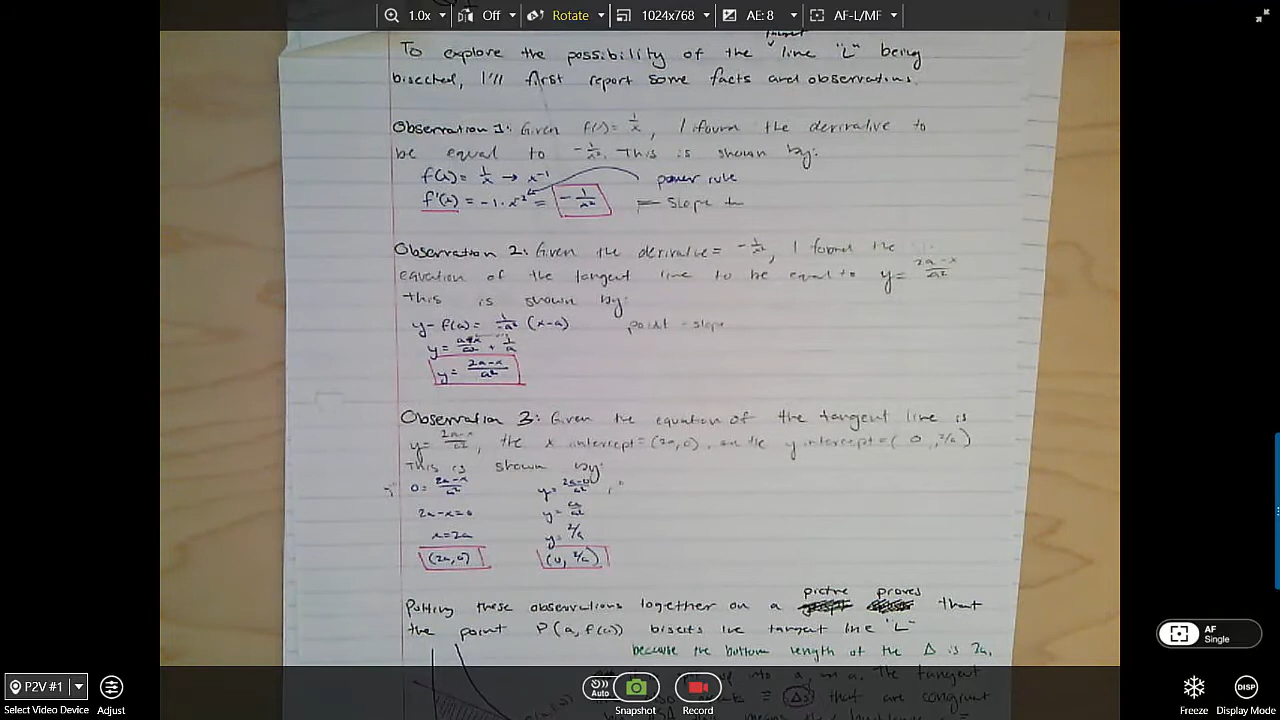 1.0x Off Rotate 1024x768 AE: 8 AF-L/MF
To explore the possibility of the line "L" being
bisected, I'll first report some facts and observations.
Observation 1: Given f(x) = 1/x, I found the derivative to
be equal to -1/x². This is shown by:
f(x) = 1/x → x⁻¹ power rule
f'(x) = -1·x⁻² = -1/x² Slope
Observation 2: Given the derivative = -1/x², I found the
equation of the tangent line to be equal to y= 2a-x/a²
This is shown by:
y-f(a)= 1/-a² (x-a) point-slope
y= + 1/a
y= 2a-x/a²
Observation 3: Given the equation of the tangent line is
y= 2a-x/a², the x intercept=(2a,0), the y intercept=(0,2/a)
This is shown by:
0= 2a-x/a² y= 2a-0/a²
2a-x=0 y= 2a/a²
x=2a y= 2/a
(2a,0) (0,2/a)
picture proves
Putting these observations together on a that
the point P(a, f(a)) bisects the tangent line "L"
because the bottom length of the Δ is 2a,
a. The tangent
Δs that are congruent
AF
Single
P2V #1
Select Video Device
Adjust
Auto
Snapshot
Record
Freeze
DISP
Display Mode